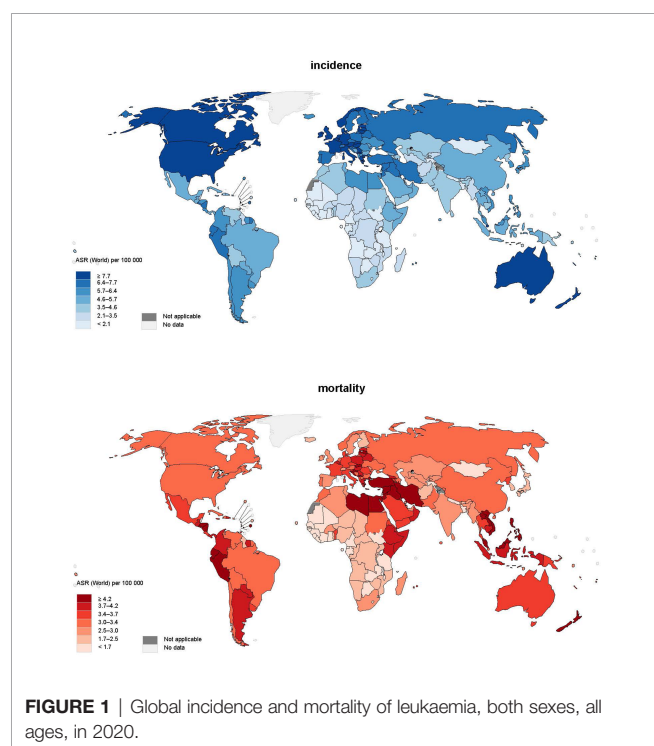 incidence
ASR (World) per 100 000
≥ 7.7
6.4–7.7
5.7–6.4
4.6–5.7
3.5–4.6
2.1–3.5
< 2.1
Not applicable
No data
mortality
ASR (World) per 100 000
≥ 4.2
3.7–4.2
3.4–3.7
3.0–3.4
2.5–3.0
1.7–2.5
< 1.7
Not applicable
No data
FIGURE 1 | Global incidence and mortality of leukaemia, both sexes, all
ages, in 2020.